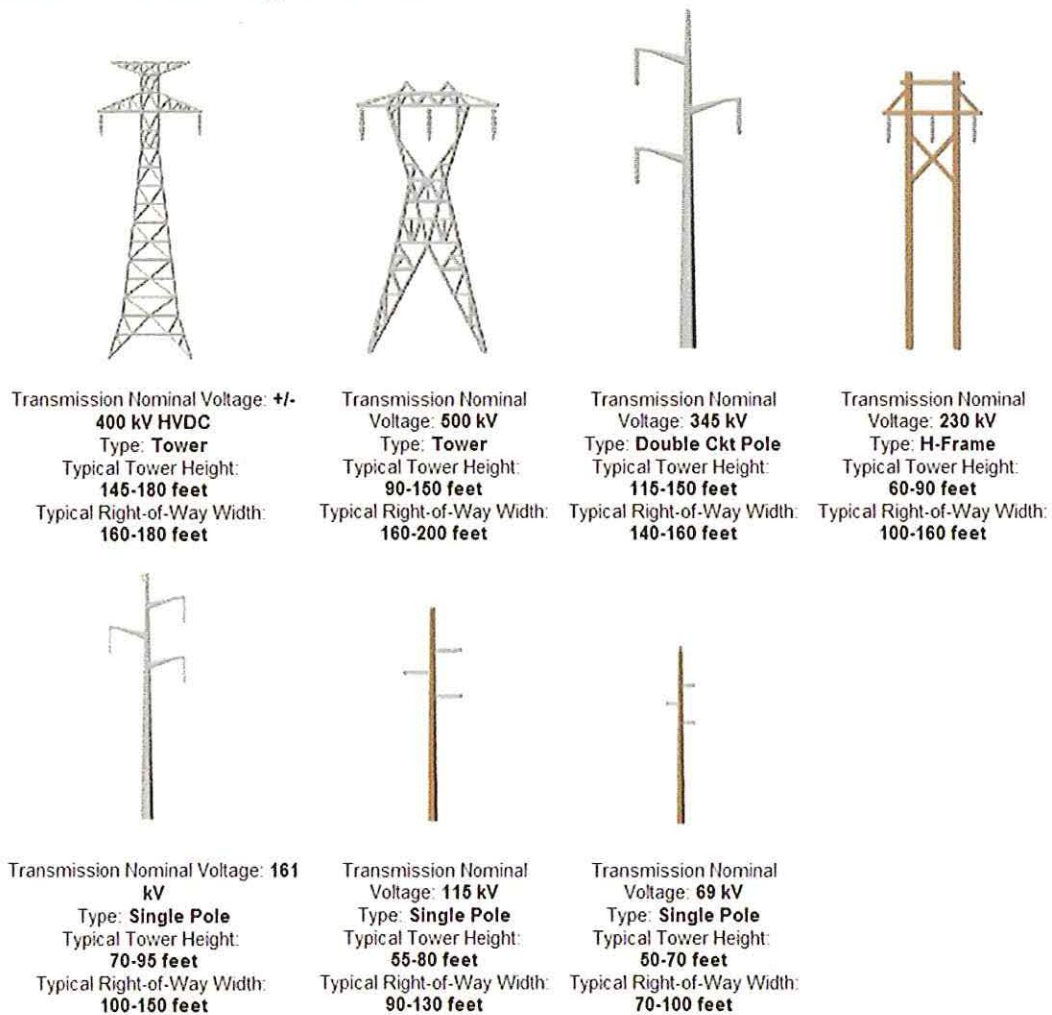 Transmission Nominal Voltage: +/-
400 kV HVDC
Type: Tower
Typical Tower Height:
145-180 feet
Typical Right-of-Way Width:
160-180 feet
Transmission Nominal
Voltage: 500 kV
Type: Tower
Typical Tower Height:
90-150 feet
Typical Right-of-Way Width:
160-200 feet
Transmission Nominal
Voltage: 345 kV
Type: Double Ckt Pole
Typical Tower Height:
115-150 feet
Typical Right-of-Way Width:
140-160 feet
Transmission Nominal
Voltage: 230 kV
Type: H-Frame
Typical Tower Height:
60-90 feet
Typical Right-of-Way Width:
100-160 feet
Transmission Nominal Voltage: 161
kV
Type: Single Pole
Typical Tower Height:
70-95 feet
Typical Right-of-Way Width:
100-150 feet
Transmission Nominal
Voltage: 115 kV
Type: Single Pole
Typical Tower Height:
55-80 feet
Typical Right-of-Way Width:
90-130 feet
Transmission Nominal
Voltage: 69 kV
Type: Single Pole
Typical Tower Height:
50-70 feet
Typical Right-of-Way Width:
70-100 feet